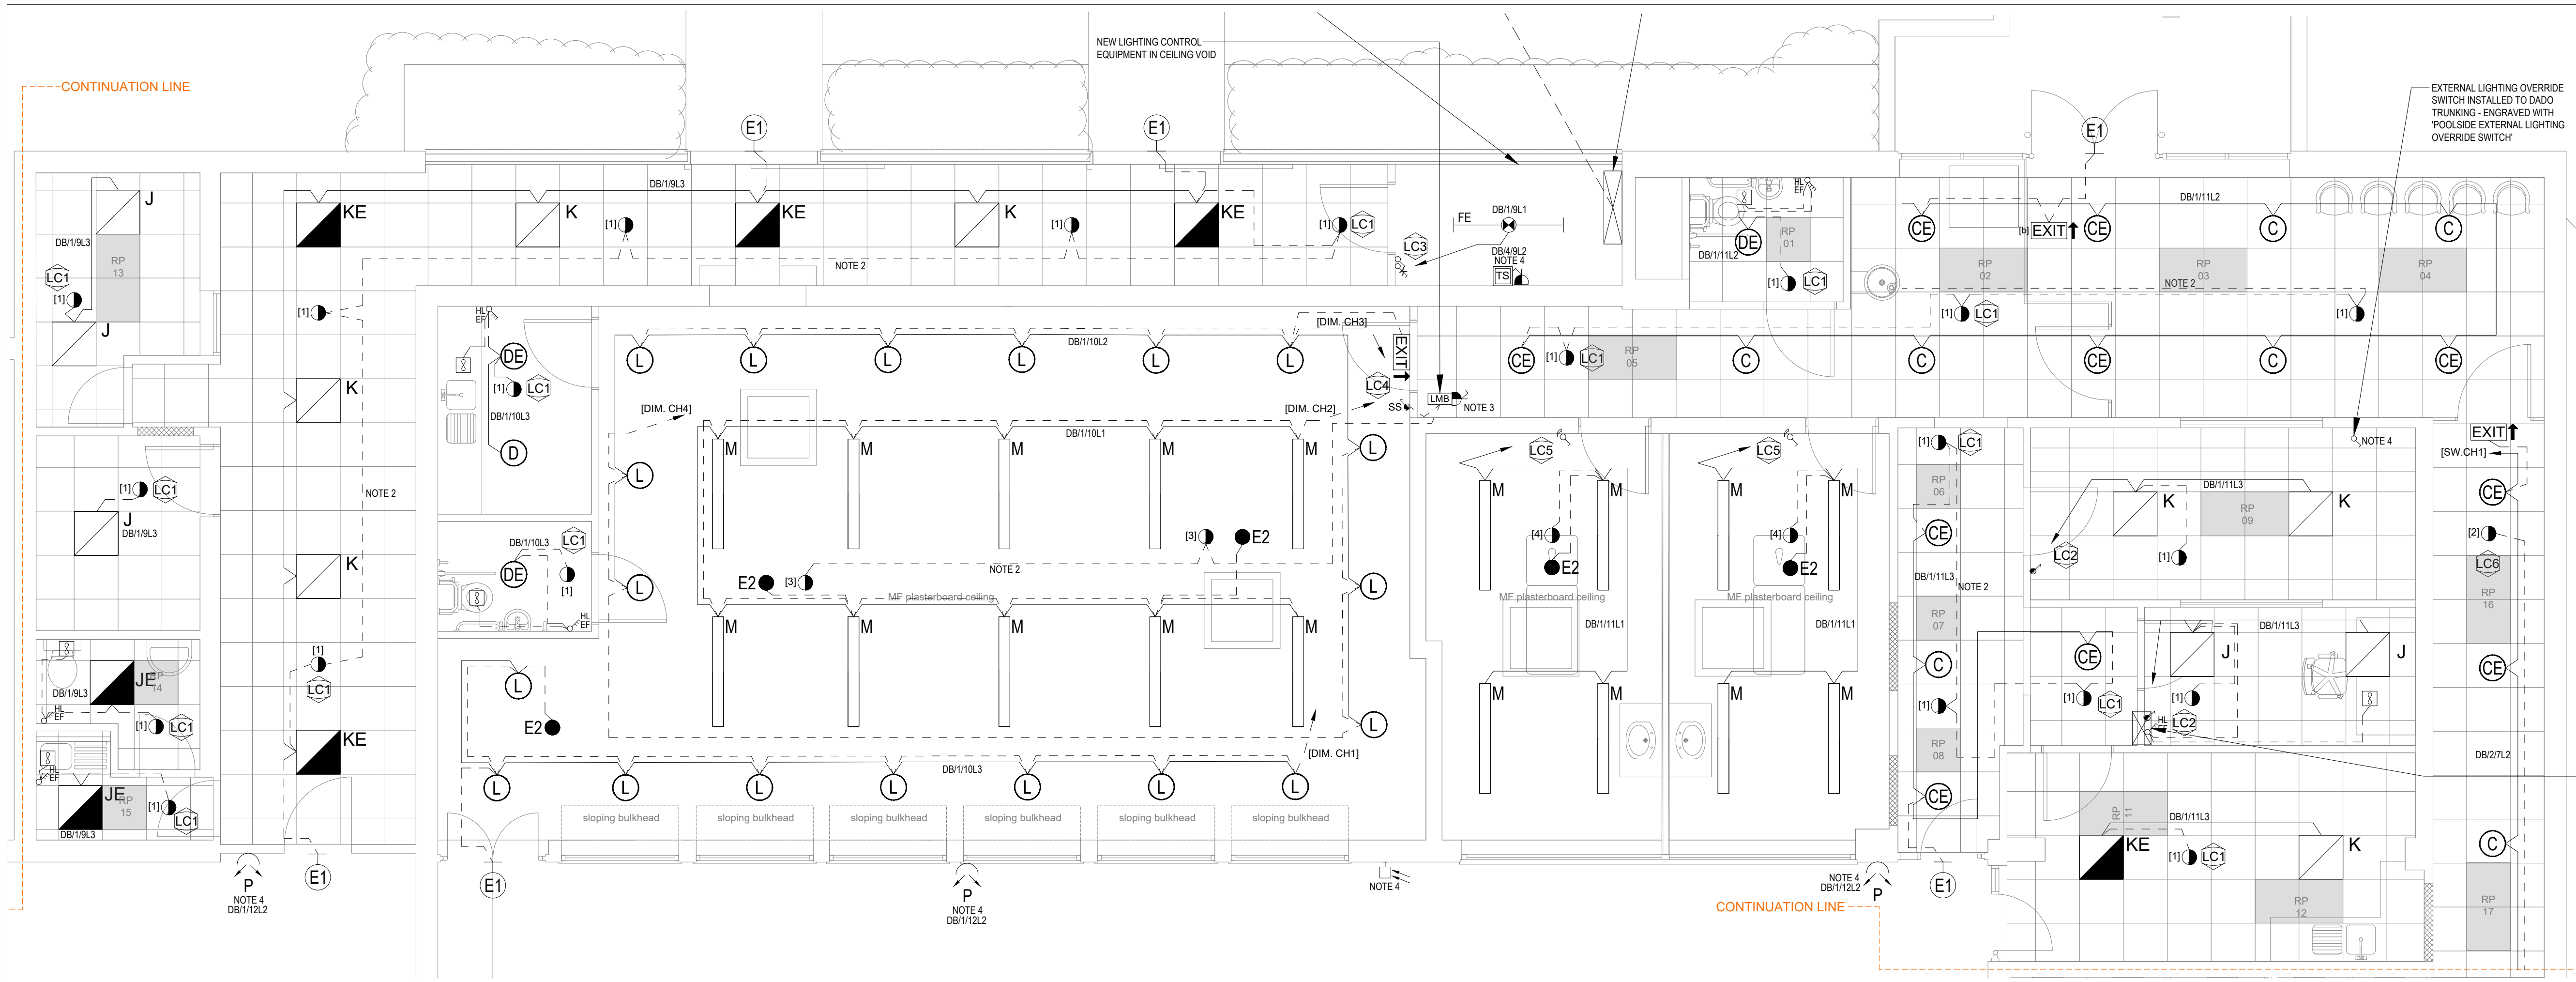 NEW LIGHTING CONTROL
EQUIPMENT IN CEILING VOID
CONTINUATION LINE
EXTERNAL LIGHTING OVERRIDE
SWITCH INSTALLED TO DADO
TRUNKING - ENGRAVED WITH
'POOLSIDE EXTERNAL LIGHTING
OVERRIDE SWITCH'
E1
E1
E1
J
DB/1/9L3
RP
13
LC1
[1]
J
DB/1/9L3
KE
K
KE
K
KE
[1]
[1]
[1]
LC1
NOTE 2
[1]
LC3
FE
DB/1/9L1
DB/4/9L2
NOTE 4
TS
HL
EF
DE
DB/1/11L2
RP
01
[1]
LC1
DB/1/11L2
CE
[b]
EXIT
CE
C
C
RP
02
RP
03
RP
04
NOTE 2
[1]
LC1
[1]
CE
[1]
LC1
RP
05
C
C
CE
C
CE
HL
EF
DE
[1]
LC1
DB/1/10L3
D
L
L
L
L
L
L
DB/1/10L2
[DIM. CH3]
EXIT
LC4
SS
LMB
NOTE 3
[DIM. CH4]
[DIM. CH2]
K
NOTE 2
K
[1]
LC1
KE
[1]
LC1
J
DB/1/9L3
DB/1/9L3
JE
RP
14
HL
EF
[1]
LC1
HL
EF
JE
RP
15
[1]
LC1
DB/1/9L3
M
M
M
M
M
DB/1/10L1
L
L
L
L
L
DB/1/10L3
LC1
DE
[1]
HL
EF
[3]
E2
E2
[3]
NOTE 2
MF plasterboard ceiling
M
M
M
M
M
L
E2
[DIM. CH1]
DB/1/10L3
L
L
L
L
L
L
L
sloping bulkhead
sloping bulkhead
sloping bulkhead
sloping bulkhead
sloping bulkhead
sloping bulkhead
LC5
M
M
[4]
E2
MF plasterboard ceiling
DB/1/11L1
M
M
LC5
M
M
[4]
E2
MF plasterboard ceiling
DB/1/11L1
M
M
[1]
LC1
RP
06
CE
DB/1/11L3
NOTE 2
RP
07
C
[1]
RP
08
CE
NOTE 4
DB/1/11L3
K
K
RP
09
LC2
[1]
CE
[1]
LC1
DB/1/11L3
J
J
[1]
HL
EF
LC2
EXIT
[SW.CH1]
CE
[2]
LC6
RP
16
CE
DB/2/7L2
C
RP
17
RP
11
DB/1/11L3
KE
[1]
LC1
K
RP
12
P
NOTE 4
DB/1/12L2
E1
E1
P
NOTE 4
DB/1/12L2
NOTE 4
NOTE 4
DB/1/12L2
P
E1
CONTINUATION LINE